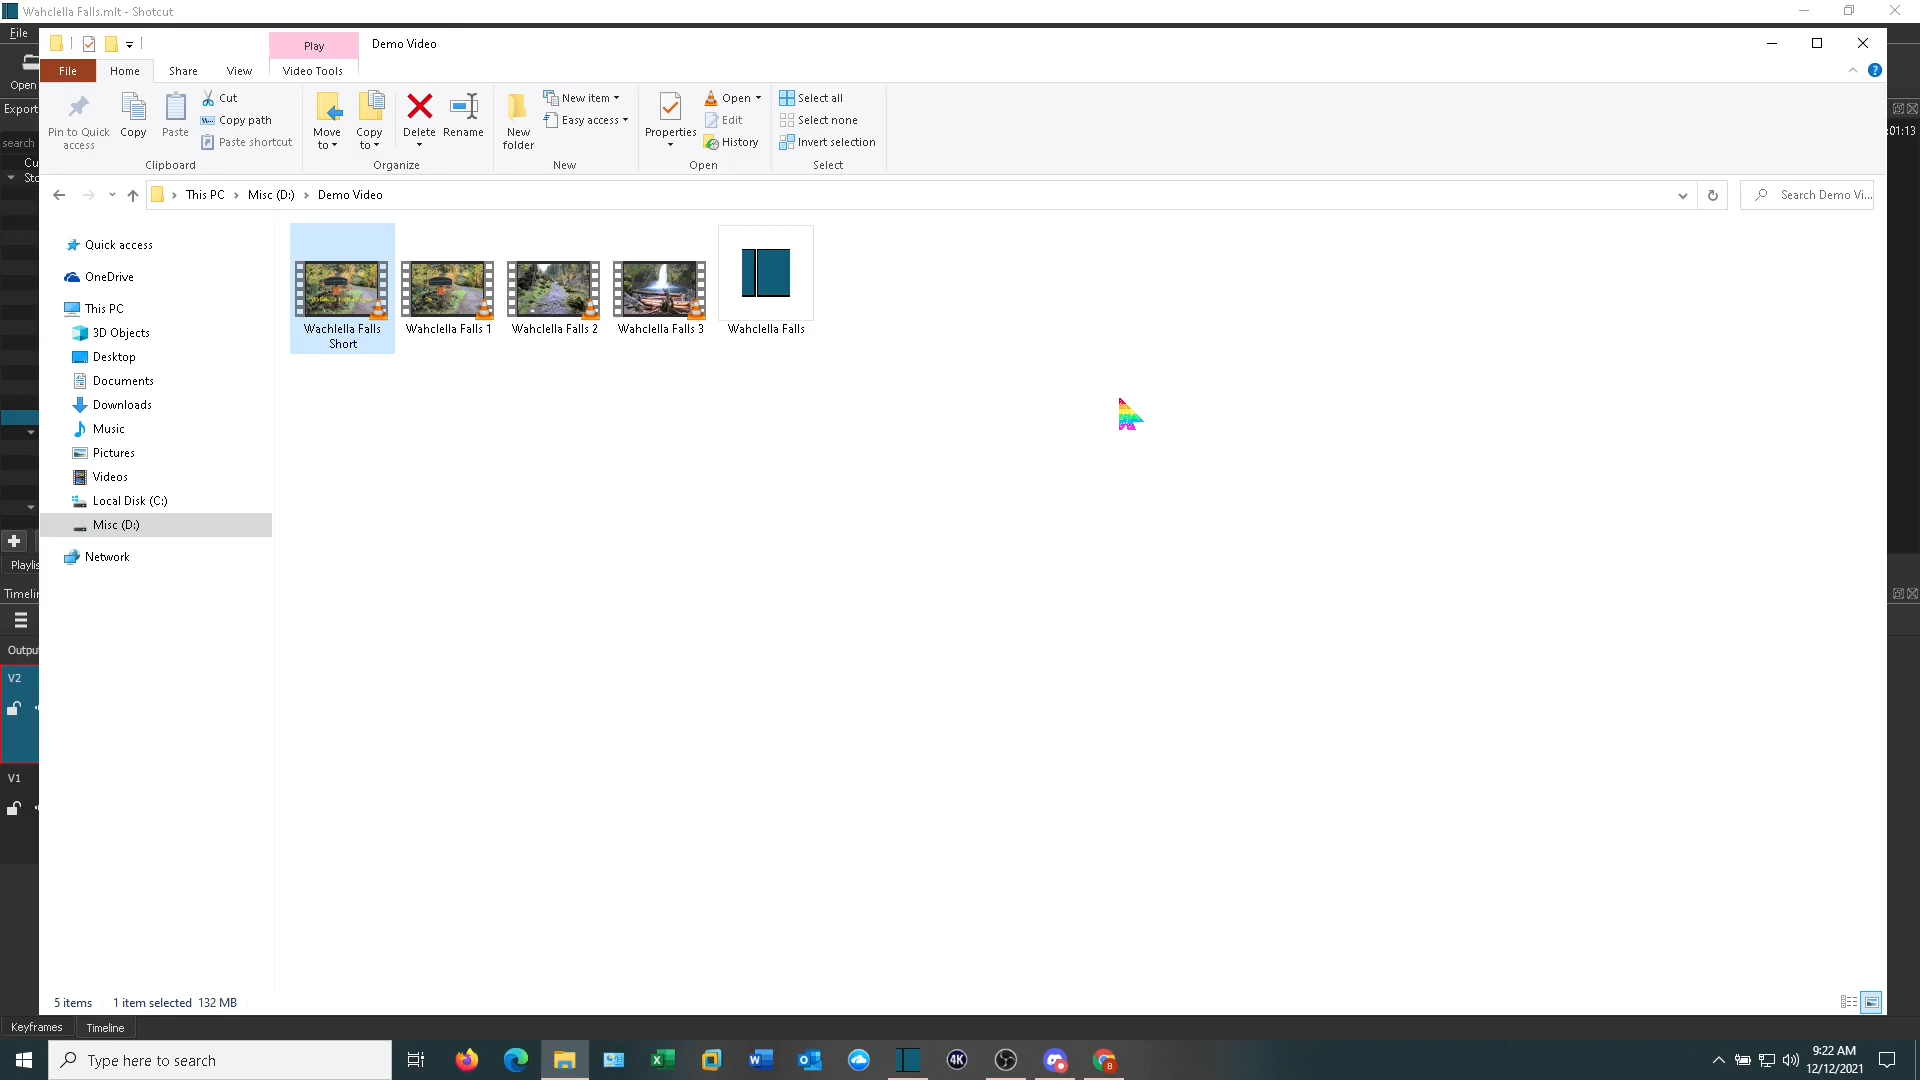 Wahclella Falls.mlt - Shotcut
File
Play
Demo Video
Open
File
Home
Share
View
Video Tools
?
Export
search
Pin to Quick
access
Copy
Paste
Cut
Copy path
Paste shortcut
Clipboard
Move
to
Copy
to
Delete
Rename
Organize
New
folder
New item
Easy access
New
Properties
Open
Edit
History
Open
Select all
Select none
Invert selection
Select
:01:13
This PC
Misc (D:)
Demo Video
Search Demo Vi...
Quick access
OneDrive
This PC
3D Objects
Desktop
Documents
Downloads
Music
Pictures
Videos
Local Disk (C:)
Misc (D:)
Network
Wachlella Falls
Short
Wahclella Falls 1
Wahclella Falls 2
Wahclella Falls 3
Wahclella Falls
V2
V1
5 items
1 item selected 132 MB
Keyframes
Timeline
Type here to search
4K
B
9:22 AM
12/12/2021